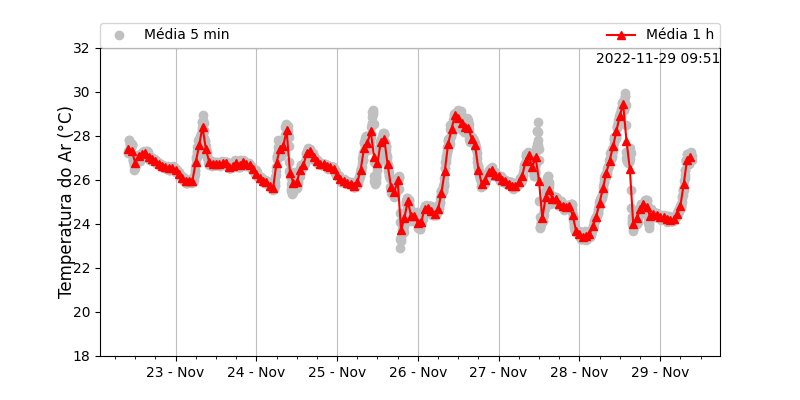 Média 5 min
Média 1 h
2022-11-29 09:51
Temperatura do Ar (°C)
32
30
28
26
24
22
20
18
23 - Nov
24 - Nov
25 - Nov
26 - Nov
27 - Nov
28 - Nov
29 - Nov